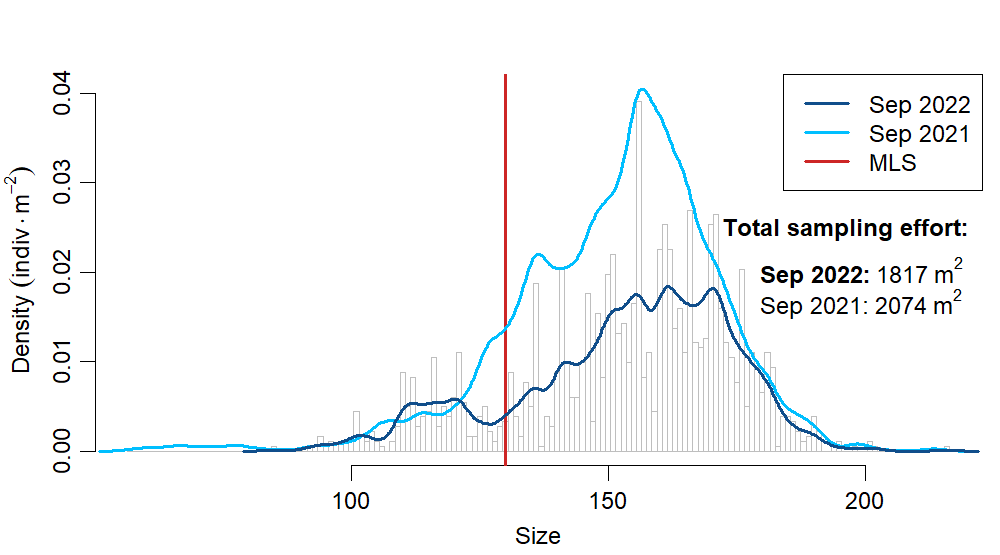 0.04
0.03
0.02
0.01
0.00
Density (indiv · m⁻²)
100
150
200
Size
Sep 2022
Sep 2021
MLS
Total sampling effort:
Sep 2022: 1817 m²
Sep 2021: 2074 m²